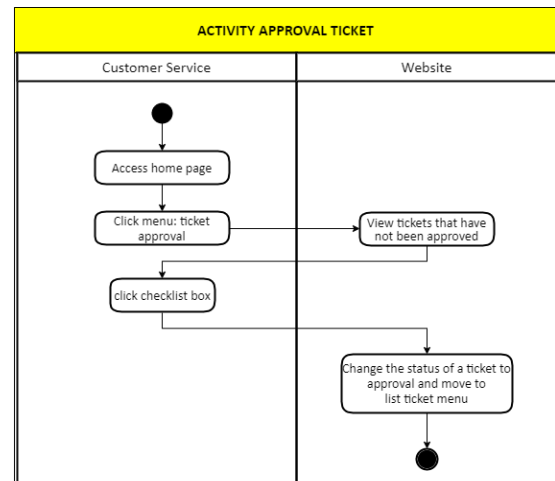 ACTIVITY APPROVAL TICKET
Customer Service
Website
Access home page
Click menu: ticket
approval
View tickets that have
not been approved
click checklist box
Change the status of a ticket to
approval and move to
list ticket menu